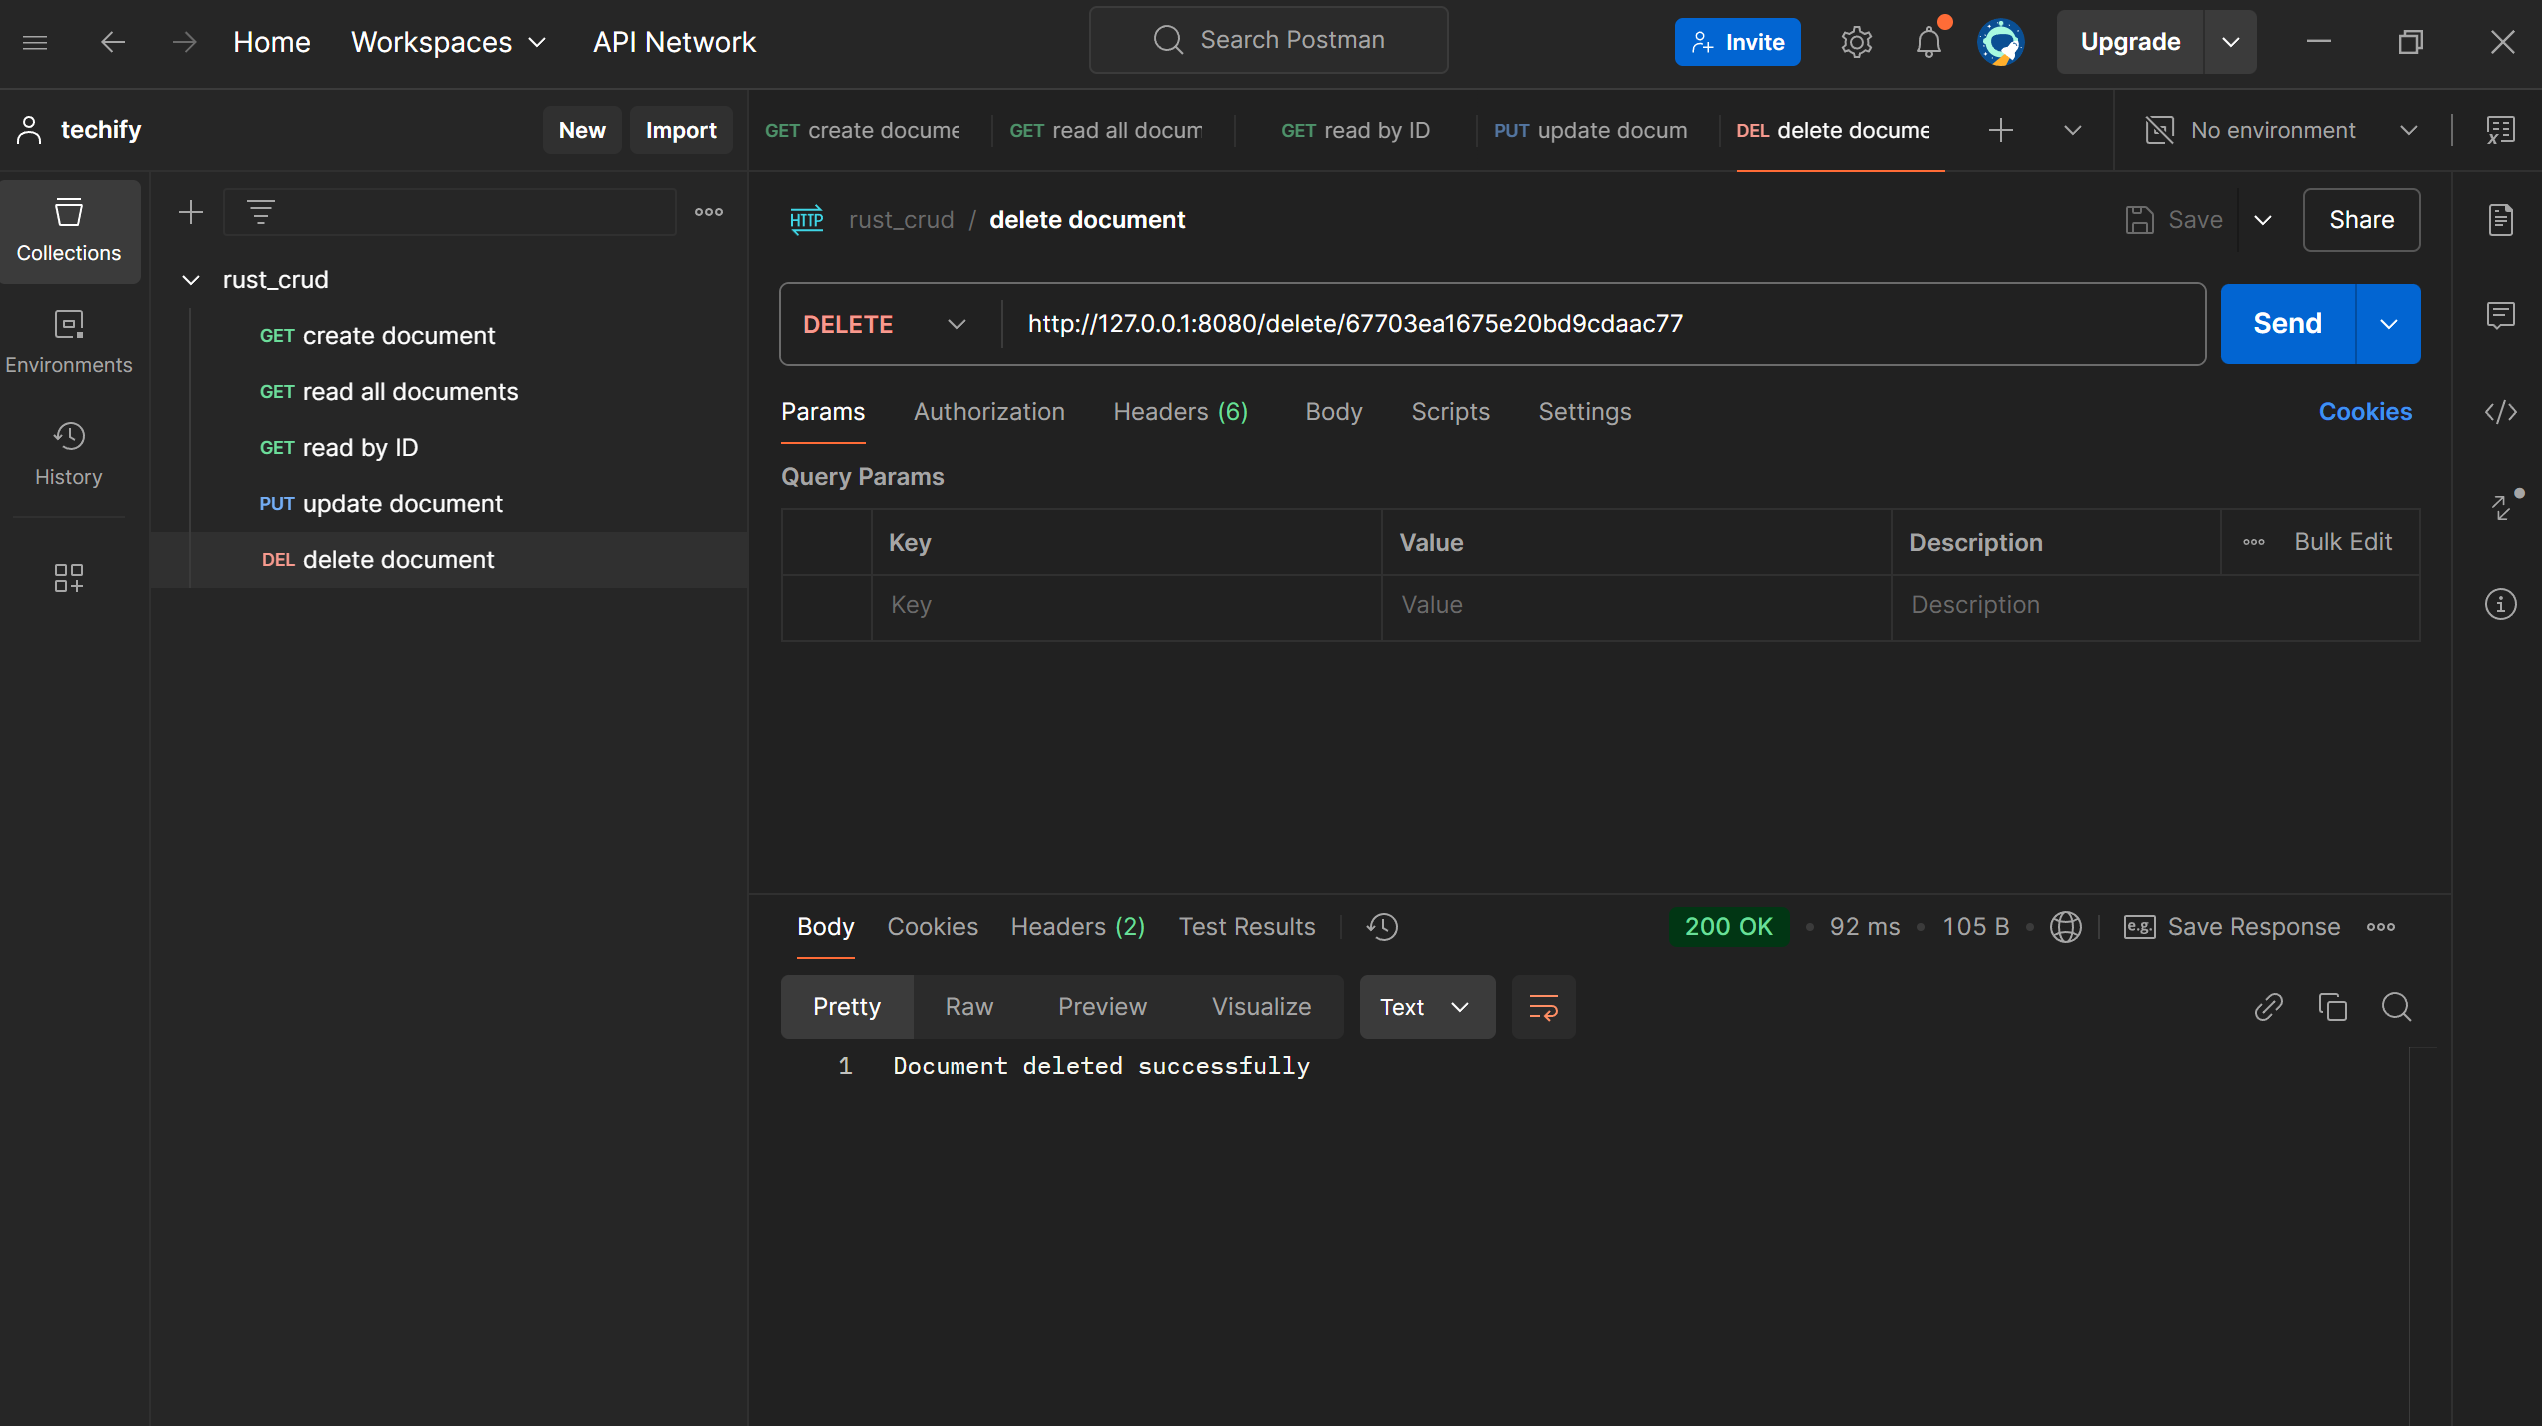 Home Workspaces API Network Search Postman Invite Upgrade
techify New Import GET create docume GET read all docum GET read by ID PUT update docum DEL delete docume No environment
Collections
Environments
History
rust_crud
GET create document
GET read all documents
GET read by ID
PUT update document
DEL delete document
HTTP rust_crud / delete document Save Share
DELETE http://127.0.0.1:8080/delete/67703ea1675e20bd9cdaac77 Send
Params Authorization Headers (6) Body Scripts Settings Cookies
Query Params
Key Value Description Bulk Edit
Key Value Description
Body Cookies Headers (2) Test Results 200 OK 92 ms 105 B e.g. Save Response
Pretty Raw Preview Visualize Text
1 Document deleted successfully